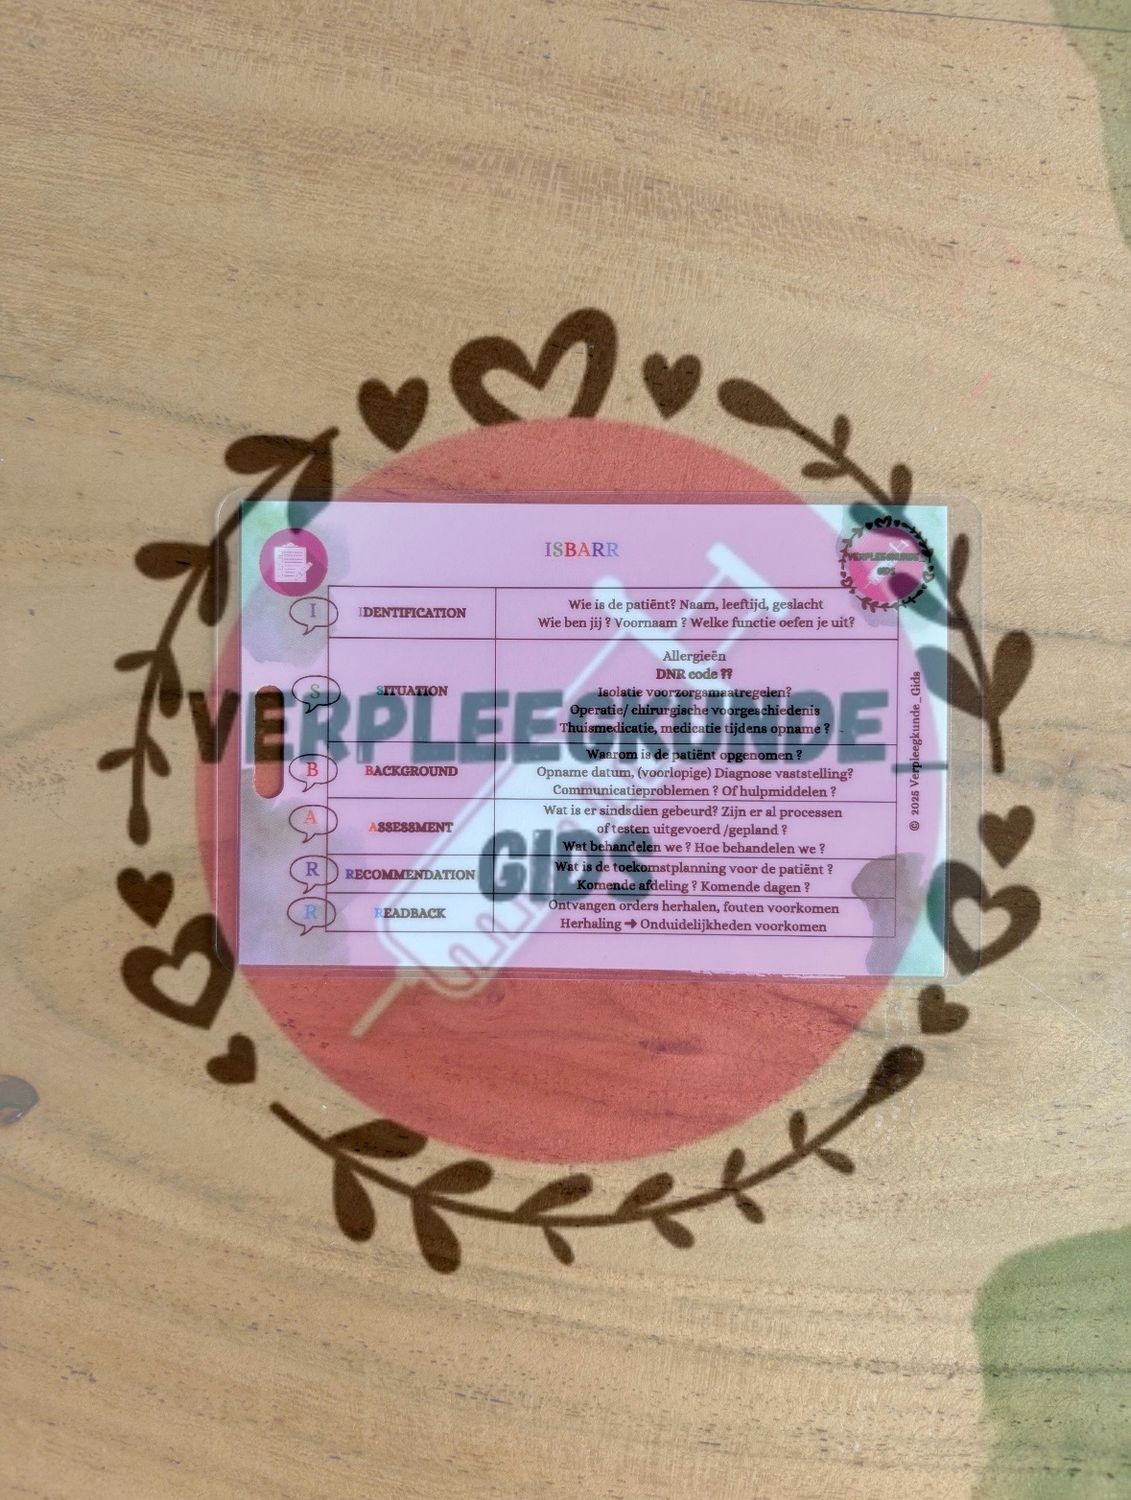 ISBARR
I
IDENTIFICATION
Wie is de patiënt? Naam, leeftijd, geslacht
Wie ben jij ? Voornaam ? Welke functie oefen je uit?
S
SITUATION
Allergieën
DNR code ??
Isolatie voorzorgsmaatregelen?
Operatie/ chirurgische voorgeschiedenis
Thuismedicatie, medicatie tijdens opname ?
B
BACKGROUND
Waarom is de patiënt opgenomen ?
Opname datum, (voorlopige) Diagnose vaststelling?
Communicatieproblemen ? Of hulpmiddelen ?
A
ASSESSMENT
Wat is er sindsdien gebeurd? Zijn er al processen
of testen uitgevoerd /gepland ?
Wat behandelen we ? Hoe behandelen we ?
R
RECOMMENDATION
Wat is de toekomstplanning voor de patiënt ?
Komende afdeling ? Komende dagen ?
R
READBACK
Ontvangen orders herhalen, fouten voorkomen
Herhaling ➜ Onduidelijkheden voorkomen
© 2025 Verpleegkunde_Gids
VERPLEEGKUNDE_
GIDS
VERPLEEGKUNDE_
GIDS